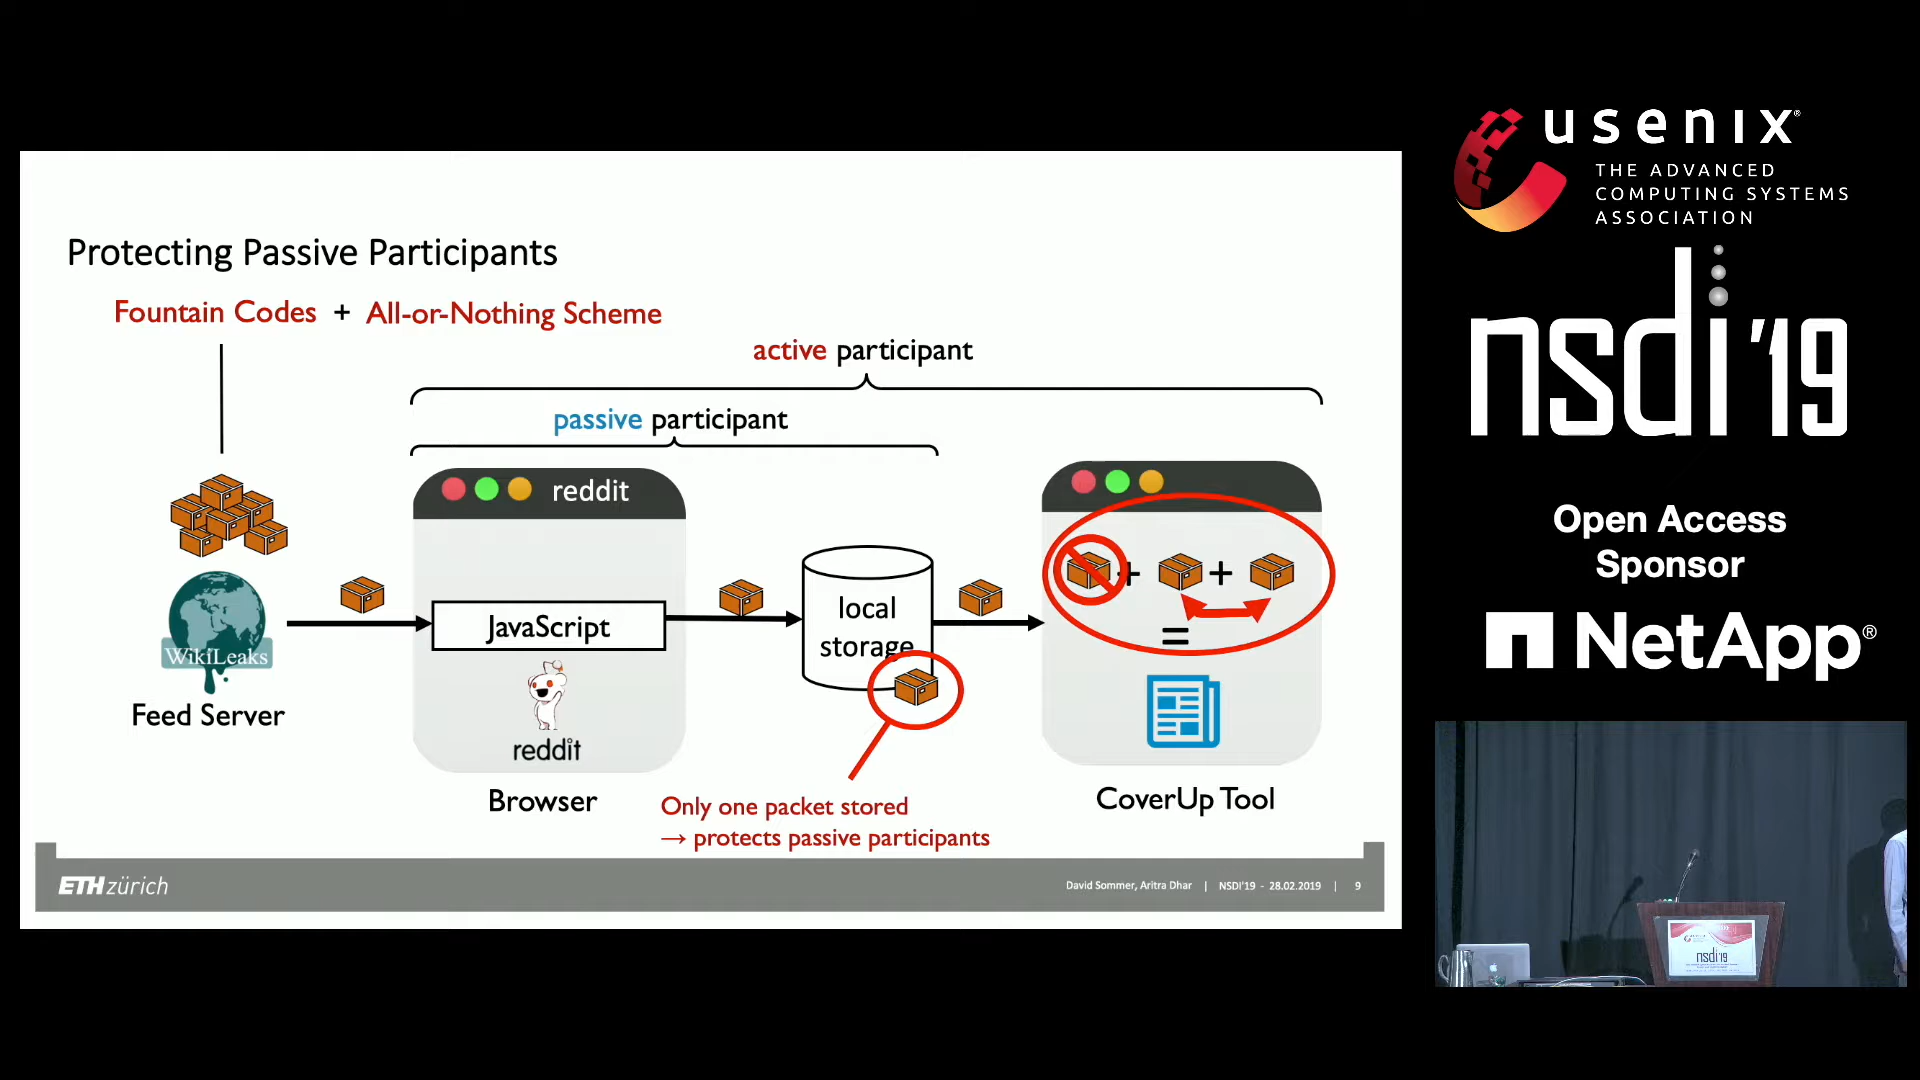 Protecting Passive Participants
Fountain Codes + All-or-Nothing Scheme
active participant
passive participant
reddit
JavaScript
local
storage
+
+
=
WikiLeaks
Feed Server
reddit
Browser
CoverUp Tool
Only one packet stored
→ protects passive participants
ETH zürich
David Sommer, Aritra Dhar | NSDI'19 - 28.02.2019 | 9
usenix®
THE ADVANCED
COMPUTING SYSTEMS
ASSOCIATION
nsdi '19
Open Access
Sponsor
NetApp®
nsdi'19